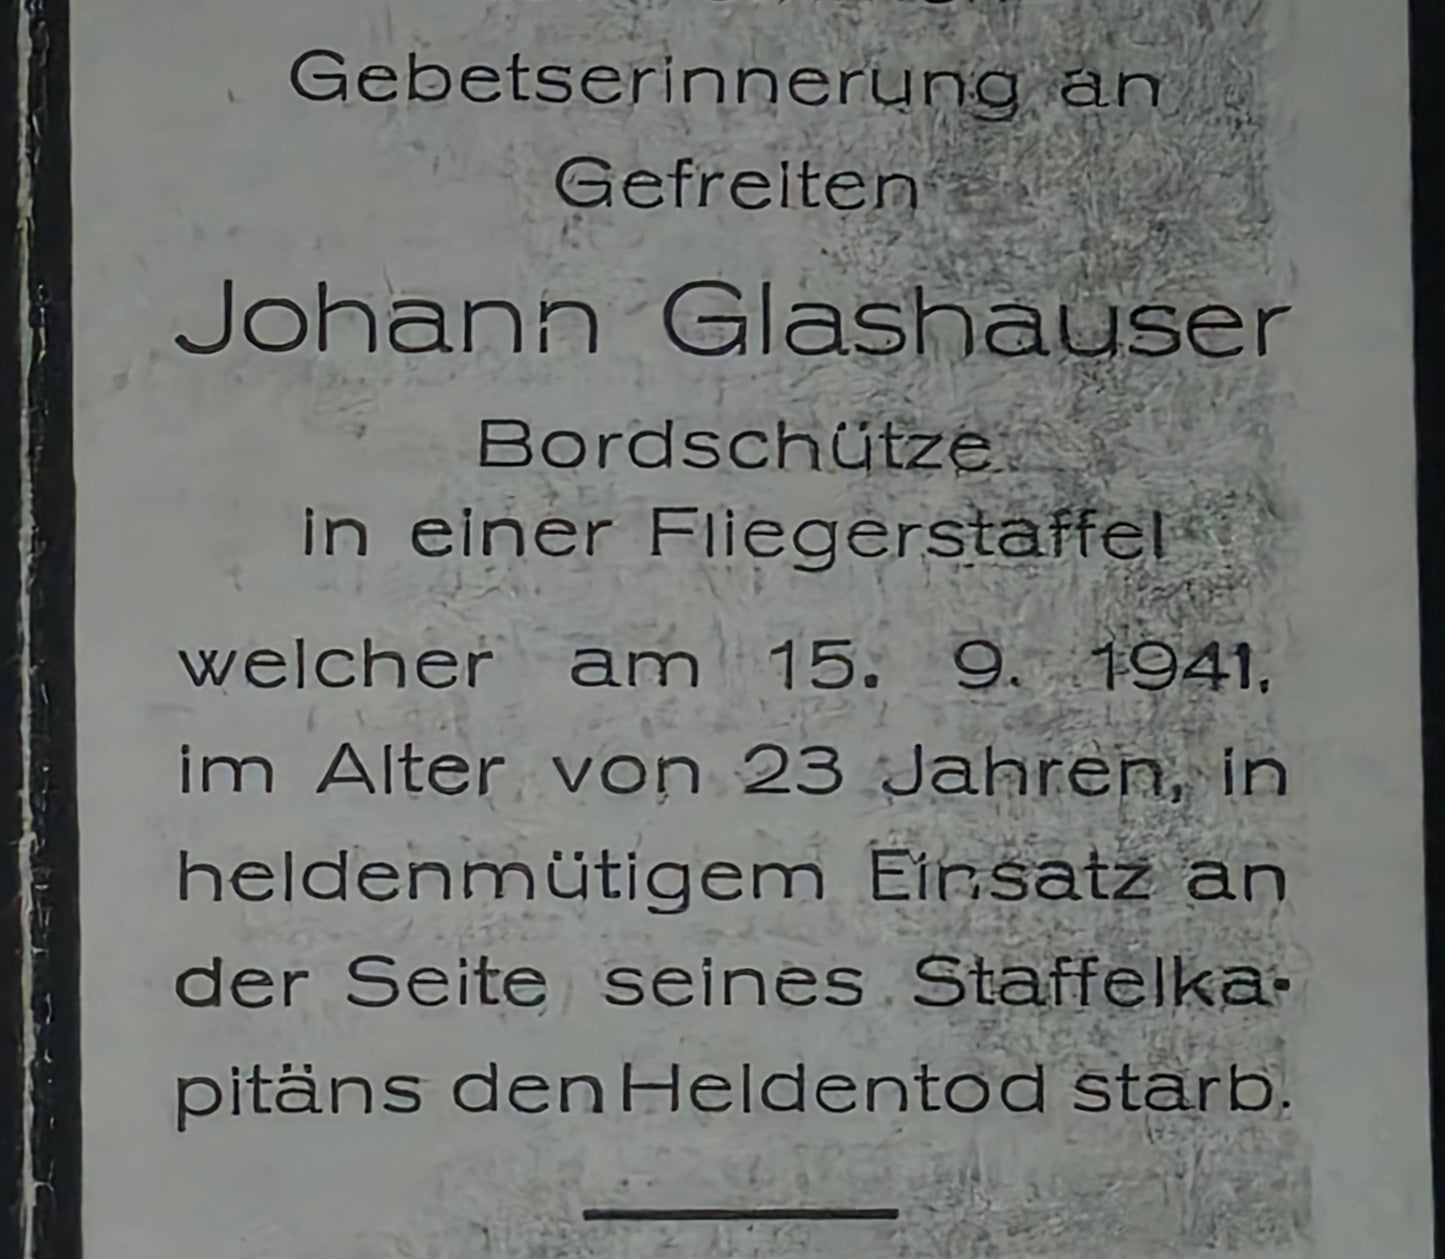 Gebetserinnerung an
Gefreiten
Johann Glashauser
Bordschütze
in einer Fliegerstaffel
welcher am 15. 9. 1941,
im Alter von 23 Jahren, in
heldenmütigem Einsatz an
der Seite seines Staffelka-
pitäns den Heldentod starb.